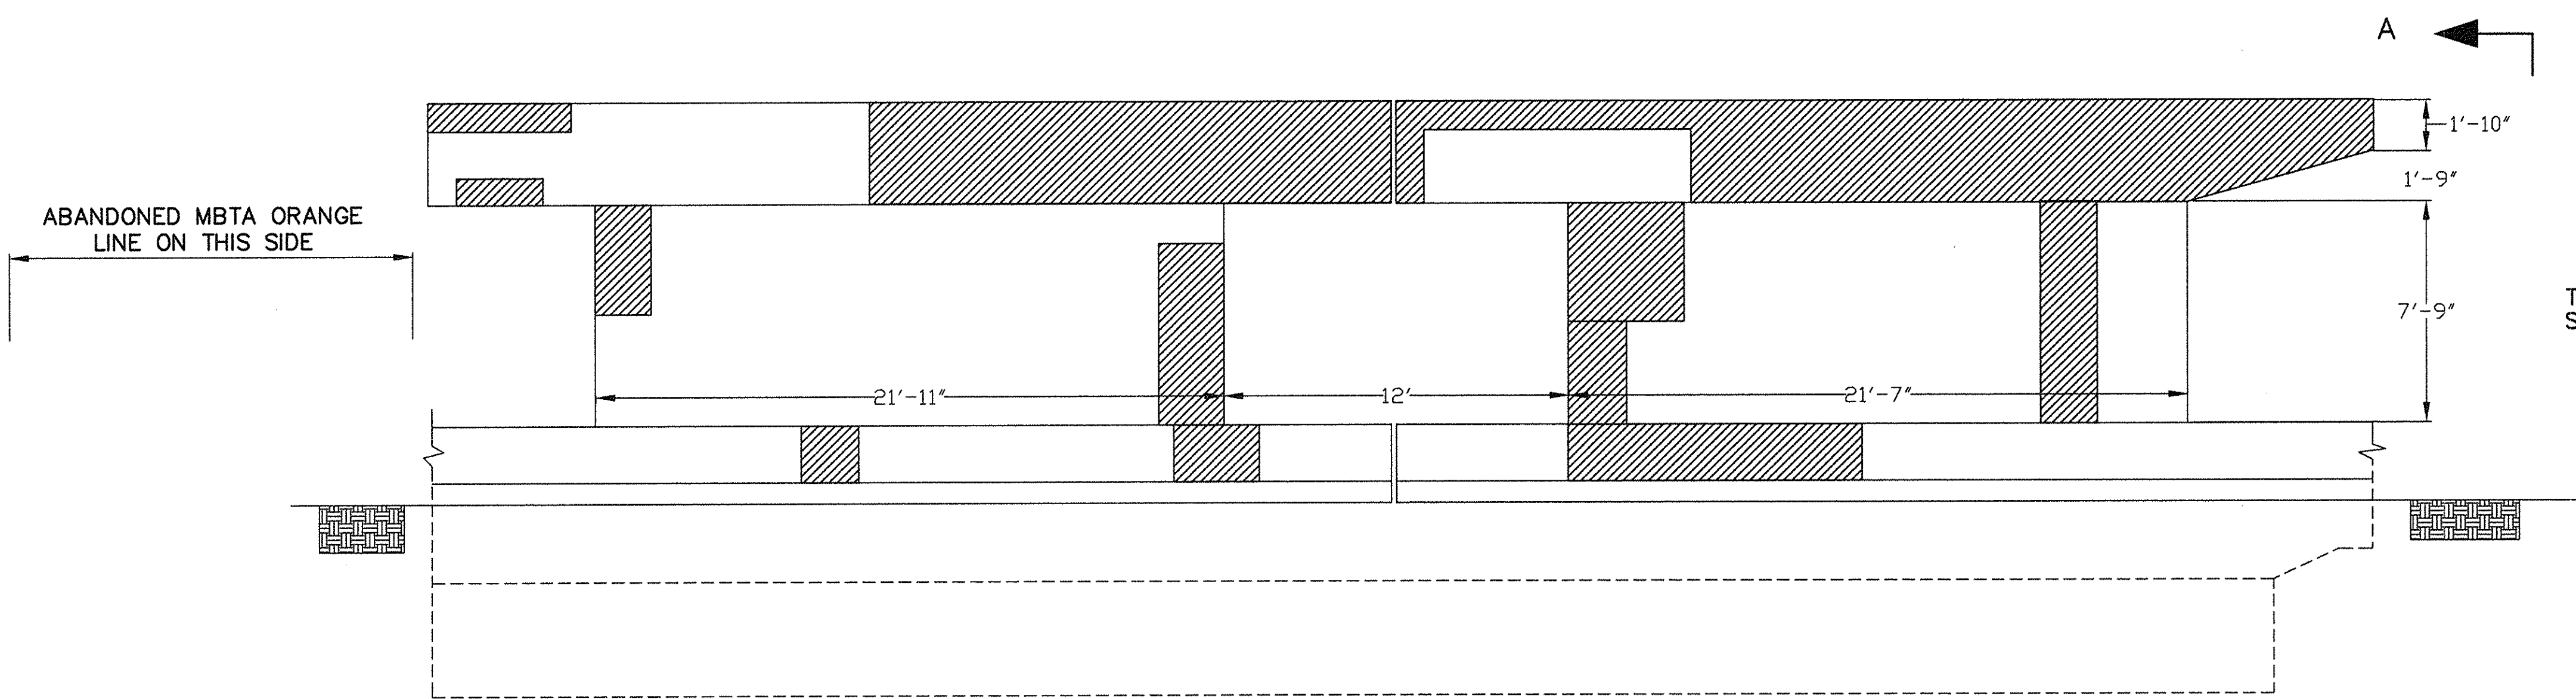 A
1'-10"
1'-9"
ABANDONED MBTA ORANGE
LINE ON THIS SIDE
7'-9"
21'-11"
12'
21'-7"